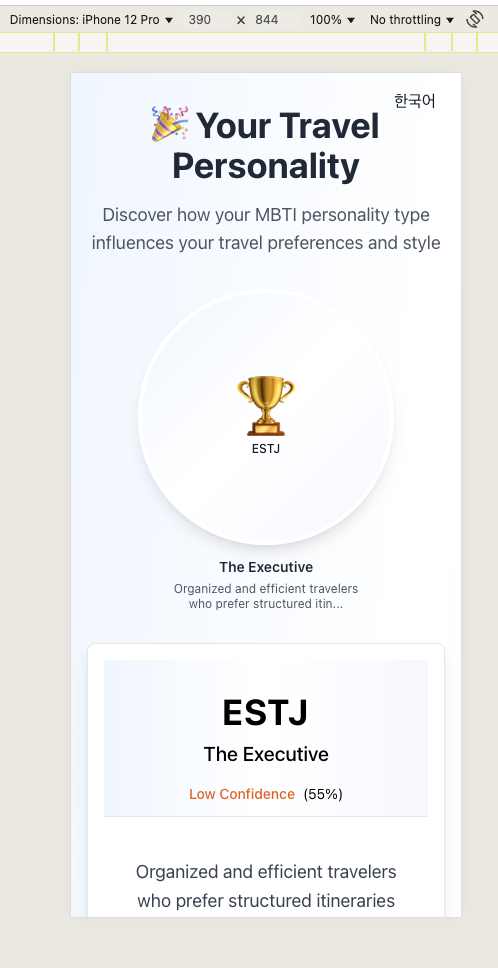 Dimensions: iPhone 12 Pro ▼ 390 × 844 100% ▼ No throttling ▼
한국어
🎉 Your Travel
Personality
Discover how your MBTI personality type
influences your travel preferences and style
ESTJ
The Executive
Organized and efficient travelers
who prefer structured itin...
ESTJ
The Executive
Low Confidence (55%)
Organized and efficient travelers
who prefer structured itineraries